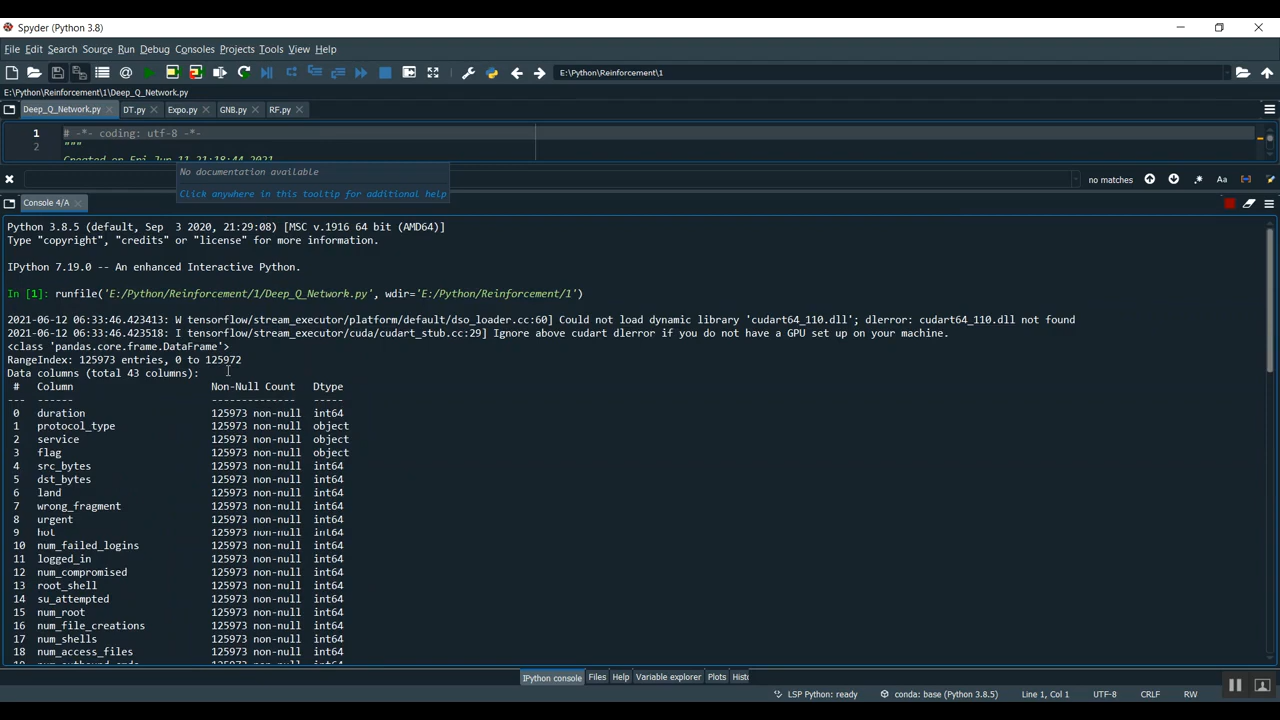 Spyder (Python 3.8)
File Edit Search Source Run Debug Consoles Projects Tools View Help
E:\Python\Reinforcement\1
E:\Python\Reinforcement\1\Deep_Q_Network.py
Deep_Q_Network.py DT.py Expo.py GNB.py RF.py
1 # -*- coding: utf-8 -*-
2 """
Created on Fri Jun 11 21:18:44 2021
No documentation available
Click anywhere in this tooltip for additional help
no matches Aa
Console 4/A
Python 3.8.5 (default, Sep 3 2020, 21:29:08) [MSC v.1916 64 bit (AMD64)]
Type "copyright", "credits" or "license" for more information.
IPython 7.19.0 -- An enhanced Interactive Python.
In [1]: runfile('E:/Python/Reinforcement/1/Deep_Q_Network.py', wdir='E:/Python/Reinforcement/1')
2021-06-12 06:33:46.423413: W tensorflow/stream_executor/platform/default/dso_loader.cc:60] Could not load dynamic library 'cudart64_110.dll'; dlerror: cudart64_110.dll not found
2021-06-12 06:33:46.423518: I tensorflow/stream_executor/cuda/cudart_stub.cc:29] Ignore above cudart dlerror if you do not have a GPU set up on your machine.
<class 'pandas.core.frame.DataFrame'>
RangeIndex: 125973 entries, 0 to 125972
Data columns (total 43 columns):
# Column Non-Null Count Dtype
--- ------ -------------- -----
0 duration 125973 non-null int64
1 protocol_type 125973 non-null object
2 service 125973 non-null object
3 flag 125973 non-null object
4 src_bytes 125973 non-null int64
5 dst_bytes 125973 non-null int64
6 land 125973 non-null int64
7 wrong_fragment 125973 non-null int64
8 urgent 125973 non-null int64
9 hot 125973 non-null int64
10 num_failed_logins 125973 non-null int64
11 logged_in 125973 non-null int64
12 num_compromised 125973 non-null int64
13 root_shell 125973 non-null int64
14 su_attempted 125973 non-null int64
15 num_root 125973 non-null int64
16 num_file_creations 125973 non-null int64
17 num_shells 125973 non-null int64
18 num_access_files 125973 non-null int64
IPython console Files Help Variable explorer Plots Histo
LSP Python: ready conda: base (Python 3.8.5) Line 1, Col 1 UTF-8 CRLF RW